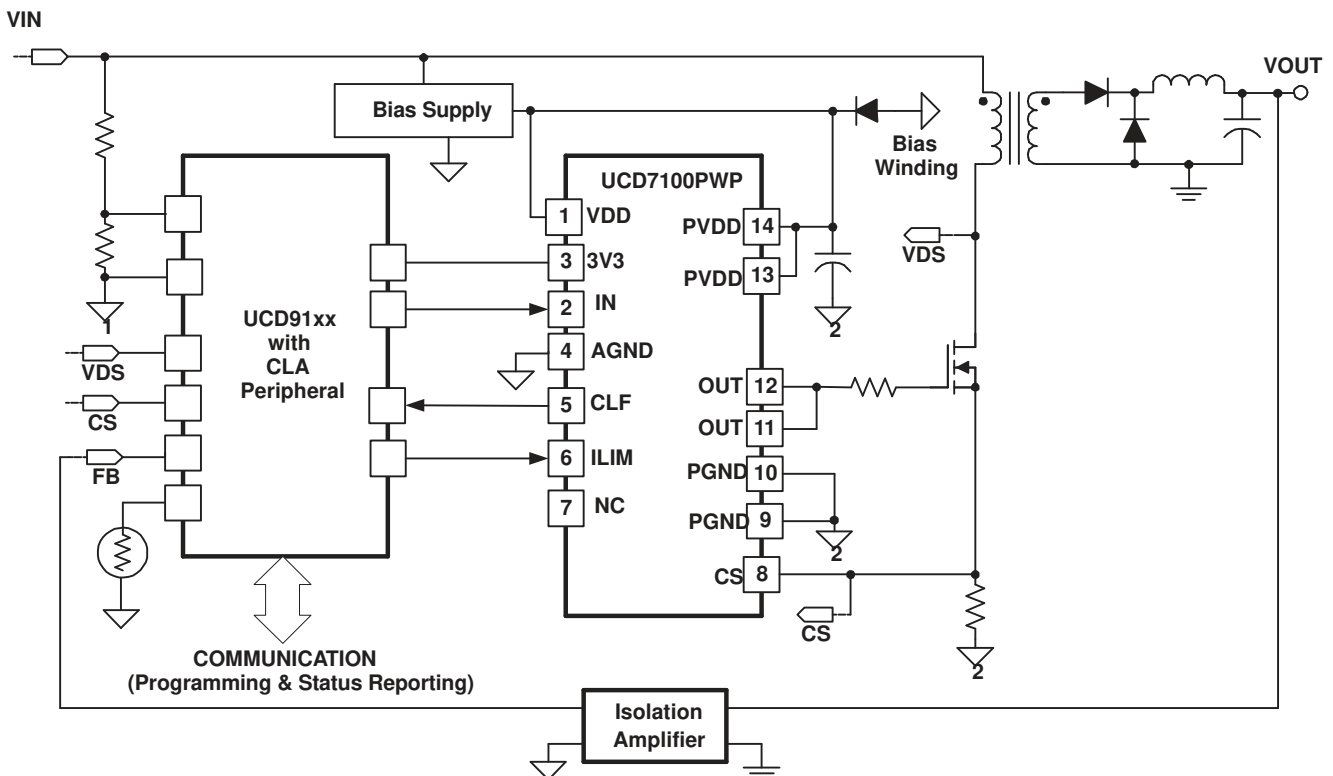 VIN
VOUT
Bias Supply
Bias
Winding
UCD7100PWP
1 VDD
3 3V3
2 IN
4 AGND
5 CLF
6 ILIM
7 NC
PVDD 14
PVDD 13
OUT 12
OUT 11
PGND 10
PGND 9
CS 8
2
2
2
VDS
CS
UCD91xx
with
CLA
Peripheral
1
VDS
CS
FB
COMMUNICATION
(Programming & Status Reporting)
Isolation
Amplifier